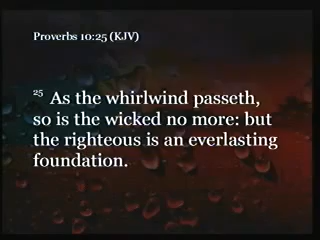 Proverbs 10:25 (KJV)
25 As the whirlwind passeth,
so is the wicked no more: but
the righteous is an everlasting
foundation.